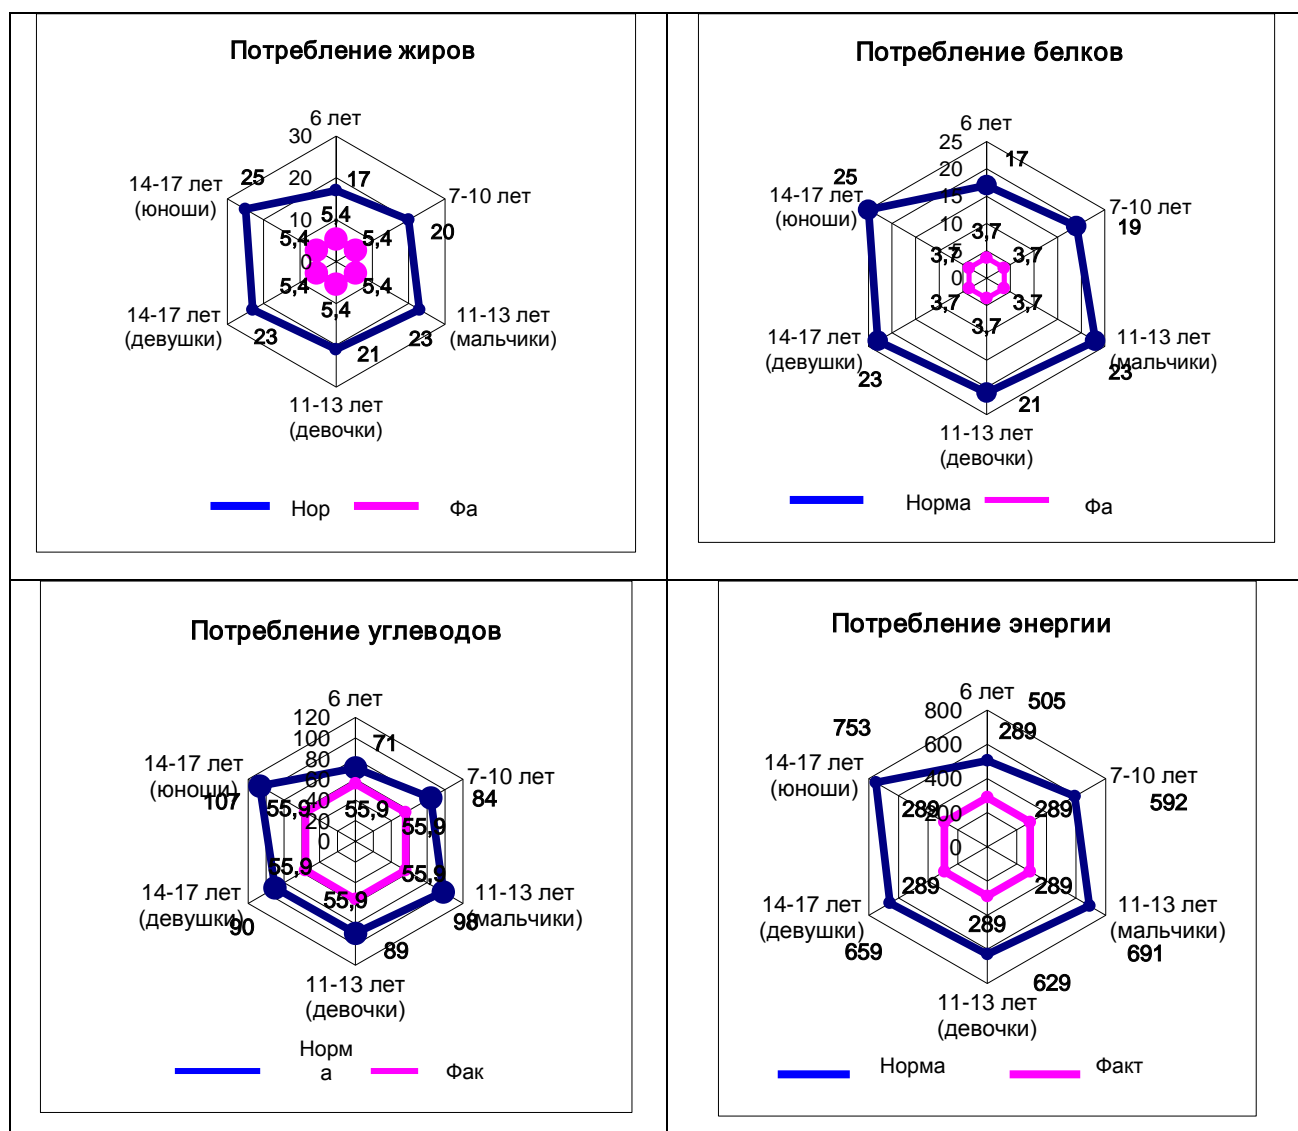 Потребление жиров
6 лет
30
20
10
0
17
5,4
7-10 лет
20
5,4
11-13 лет
(мальчики)
23
5,4
11-13 лет
(девочки)
21
5,4
14-17 лет
(девушки)
23
5,4
14-17 лет
(юноши)
25
5,4
Нор
Фа
Потребление белков
6 лет
25
20
15
10
5
0
17
3,7
7-10 лет
19
3,7
11-13 лет
(мальчики)
23
3,7
11-13 лет
(девочки)
21
3,7
14-17 лет
(девушки)
23
3,7
14-17 лет
(юноши)
25
3,7
Норма
Фа
Потребление углеводов
6 лет
120
100
80
60
40
20
0
71
55,9
7-10 лет
84
55,9
11-13 лет
(мальчики)
98
55,9
11-13 лет
(девочки)
89
55,9
14-17 лет
(девушки)
90
55,9
14-17 лет
(юноши)
107
55,9
Норм
а
Фак
Потребление энергии
6 лет
800
600
400
200
0
505
289
7-10 лет
592
289
11-13 лет
(мальчики)
691
289
11-13 лет
(девочки)
629
289
14-17 лет
(девушки)
659
289
14-17 лет
(юноши)
753
289
Норма
Факт